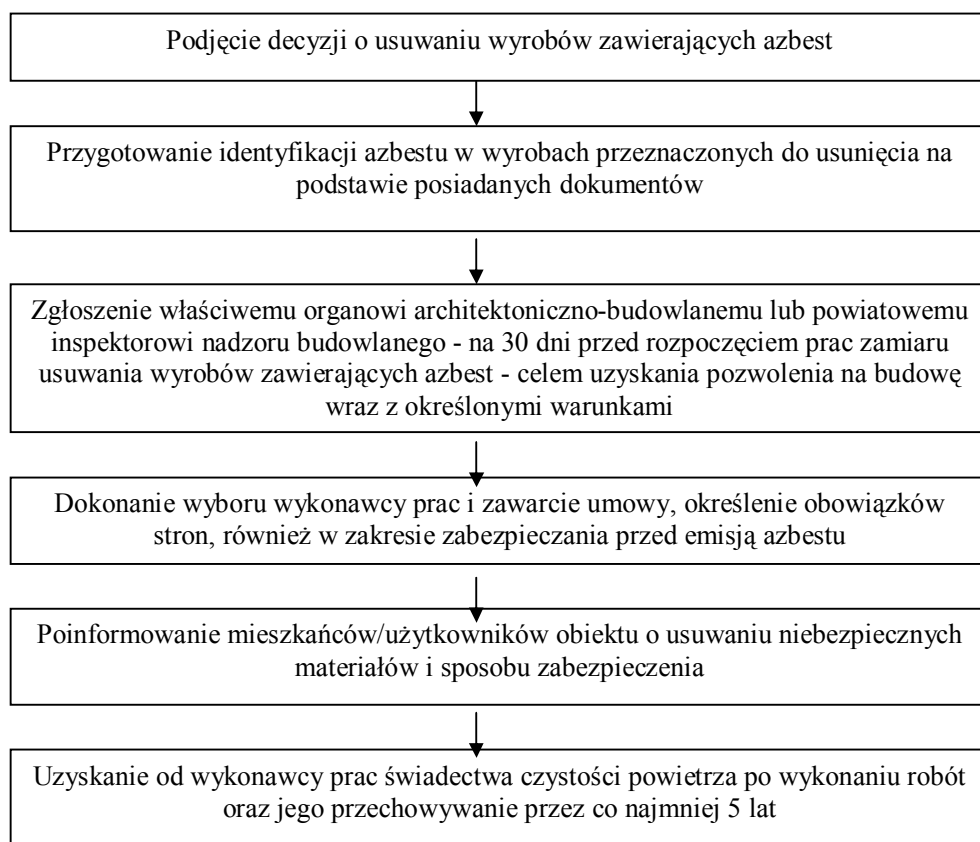 Podjęcie decyzji o usuwaniu wyrobów zawierających azbest
Przygotowanie identyfikacji azbestu w wyrobach przeznaczonych do usunięcia na
podstawie posiadanych dokumentów
Zgłoszenie właściwemu organowi architektoniczno-budowlanemu lub powiatowemu
inspektorowi nadzoru budowlanego - na 30 dni przed rozpoczęciem prac zamiaru
usuwania wyrobów zawierających azbest - celem uzyskania pozwolenia na budowę
wraz z określonymi warunkami
Dokonanie wyboru wykonawcy prac i zawarcie umowy, określenie obowiązków
stron, również w zakresie zabezpieczania przed emisją azbestu
Poinformowanie mieszkańców/użytkowników obiektu o usuwaniu niebezpiecznych
materiałów i sposobu zabezpieczenia
Uzyskanie od wykonawcy prac świadectwa czystości powietrza po wykonaniu robót
oraz jego przechowywanie przez co najmniej 5 lat